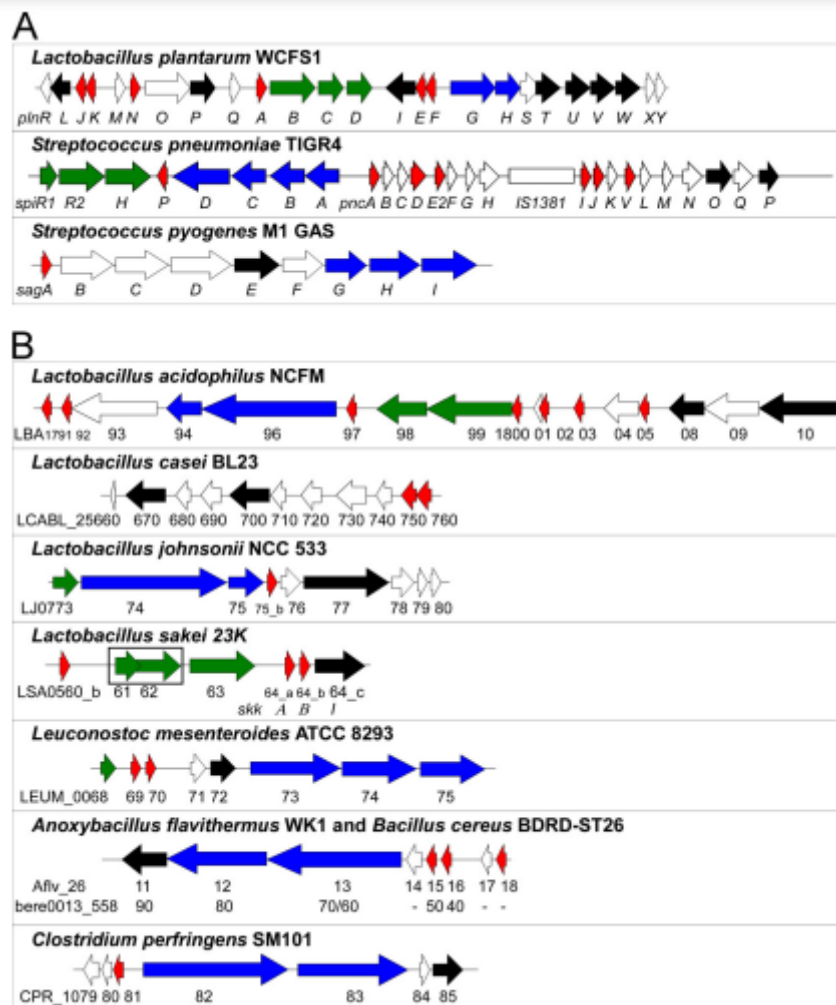 A
Lactobacillus plantarum WCFS1
plnR L J K M N O P Q A B C D I E F G H S T U V W X Y
Streptococcus pneumoniae TIGR4
spiR1 R2 H P D C B A pncA B C D E2F G H IS1381 I J K V L M N O Q P
Streptococcus pyogenes M1 GAS
sagA B C D E F G H I
B
Lactobacillus acidophilus NCFM
LBA1791 92 93 94 96 97 98 99 1800 01 02 03 04 05 08 09 10
Lactobacillus casei BL23
LCABL_25660 670 680 690 700 710 720 730 740 750 760
Lactobacillus johnsonii NCC 533
LJ0773 74 75 75_b 76 77 78 79 80
Lactobacillus sakei 23K
LSA0560_b 61 62 63 64_a 64_b 64_c
skk A B I
Leuconostoc mesenteroides ATCC 8293
LEUM_0068 69 70 71 72 73 74 75
Anoxybacillus flavithermus WK1 and Bacillus cereus BDRD-ST26
Aflv_26 11 12 13 14 15 16 17 18
bere0013_558 90 80 70/60 - 50 40 - -
Clostridium perfringens SM101
CPR_1079 80 81 82 83 84 85